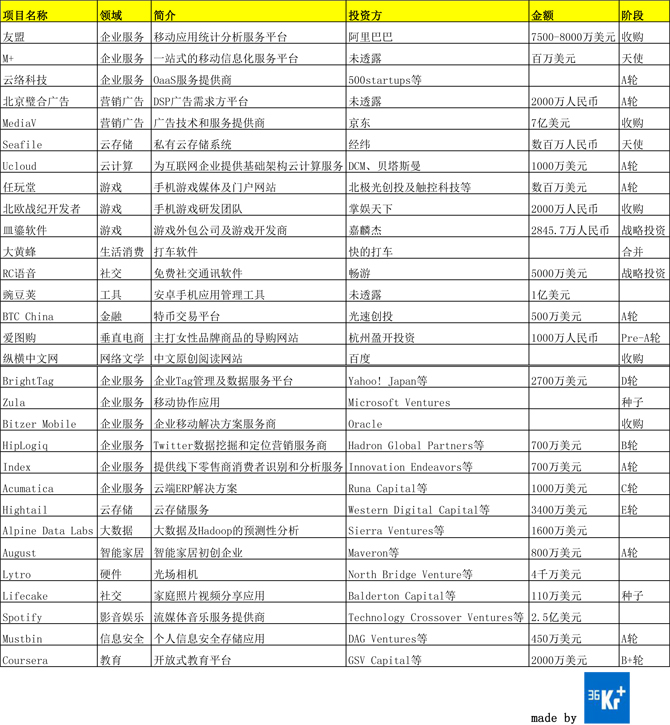 项目名称 领域 简介 投资方 金额 阶段
友盟 企业服务 移动应用统计分析服务平台 阿里巴巴 7500-8000万美元 收购
M+ 企业服务 一站式的移动信息化服务平台 未透露 百万美元 天使
云络科技 企业服务 OaaS服务提供商 500startups等 A轮
北京璧合广告 营销广告 DSP广告需求方平台 未透露 2000万人民币 A轮
MediaV 营销广告 广告技术和服务提供商 京东 7亿美元 收购
Seafile 云存储 私有云存储系统 经纬 数百万人民币 天使
Ucloud 云计算 为互联网企业提供基础架构云计算服务 DCM、贝塔斯曼 1000万美元 A轮
任玩堂 游戏 手机游戏媒体及门户网站 北极光创投及触控科技等 数百万美元 A轮
北欧战纪开发者 游戏 手机游戏研发团队 掌娱天下 2000万人民币 收购
皿鎏软件 游戏 游戏外包公司及游戏开发商 嘉麟杰 2845.7万人民币 战略投资
大黄蜂 生活消费 打车软件 快的打车 合并
RC语音 社交 免费社交通讯软件 畅游 5000万美元 战略投资
豌豆荚 工具 安卓手机应用管理工具 未透露 1亿美元
BTC China 金融 特币交易平台 光速创投 500万美元 A轮
爱图购 垂直电商 主打女性品牌商品的导购网站 杭州盈开投资 1000万人民币 Pre-A轮
纵横中文网 网络文学 中文原创阅读网站 百度 收购
BrightTag 企业服务 企业Tag管理及数据服务平台 Yahoo! Japan等 2700万美元 D轮
Zula 企业服务 移动协作应用 Microsoft Ventures 种子
Bitzer Mobile 企业服务 企业移动解决方案服务商 Oracle 收购
HipLogiq 企业服务 Twitter数据挖掘和定位营销服务商 Hadron Global Partners等 700万美元 B轮
Index 企业服务 提供线下零售商消费者识别和分析服务 Innovation Endeavors等 700万美元 A轮
Acumatica 企业服务 云端ERP解决方案 Runa Capital等 1000万美元 C轮
Hightail 云存储 云存储服务 Western Digital Capital等 3400万美元 E轮
Alpine Data Labs 大数据 大数据及Hadoop的预测性分析 Sierra Ventures等 1600万美元
August 智能家居 智能家居初创企业 Maveron等 800万美元 A轮
Lytro 硬件 光场相机 North Bridge Venture等 4千万美元
Lifecake 社交 家庭照片视频分享应用 Balderton Capital等 110万美元 种子
Spotify 影音娱乐 流媒体音乐服务提供商 Technology Crossover Ventures等 2.5亿美元
Mustbin 信息安全 个人信息安全存储应用 DAG Ventures等 450万美元 A轮
Coursera 教育 开放式教育平台 GSV Capital等 2000万美元 B+轮
made by 36Kr+